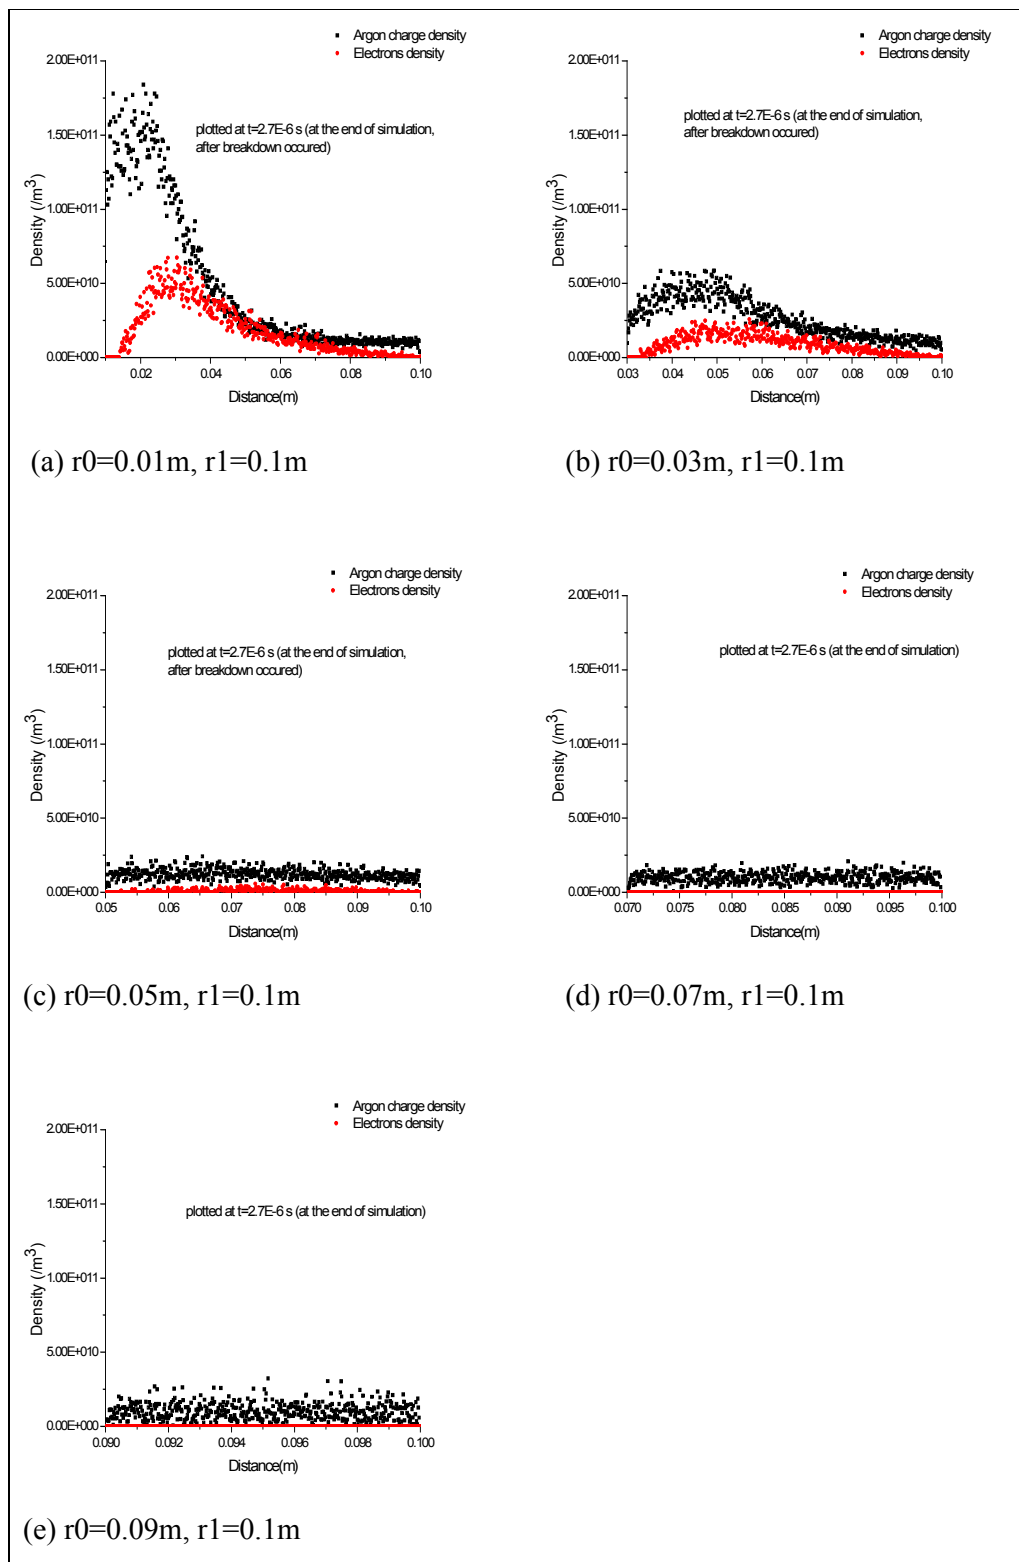 Argon charge density
Electrons density
2.00E+011
1.50E+011
1.00E+011
5.00E+010
0.00E+000
Density (/m3)
plotted at t=2.7E-6 s (at the end of simulation,
after breakdown occured)
0.02 0.04 0.06 0.08 0.10
Distance(m)
(a) r0=0.01m, r1=0.1m
Argon charge density
Electrons density
2.00E+011
1.50E+011
1.00E+011
5.00E+010
0.00E+000
Density (/m3)
plotted at t=2.7E-6 s (at the end of simulation,
after breakdown occured)
0.03 0.04 0.05 0.06 0.07 0.08 0.09 0.10
Distance(m)
(b) r0=0.03m, r1=0.1m
Argon charge density
Electrons density
2.00E+011
1.50E+011
1.00E+011
5.00E+010
0.00E+000
Density (/m3)
plotted at t=2.7E-6 s (at the end of simulation,
after breakdown occured)
0.05 0.06 0.07 0.08 0.09 0.10
Distance(m)
(c) r0=0.05m, r1=0.1m
Argon charge density
Electrons density
2.00E+011
1.50E+011
1.00E+011
5.00E+010
0.00E+000
Density (/m3)
plotted at t=2.7E-6 s (at the end of simulation)
0.070 0.075 0.080 0.085 0.090 0.095 0.100
Distance(m)
(d) r0=0.07m, r1=0.1m
Argon charge density
Electrons density
2.00E+011
1.50E+011
1.00E+011
5.00E+010
0.00E+000
Density (/m3)
plotted at t=2.7E-6 s (at the end of simulation)
0.090 0.092 0.094 0.096 0.098 0.100
Distance(m)
(e) r0=0.09m, r1=0.1m